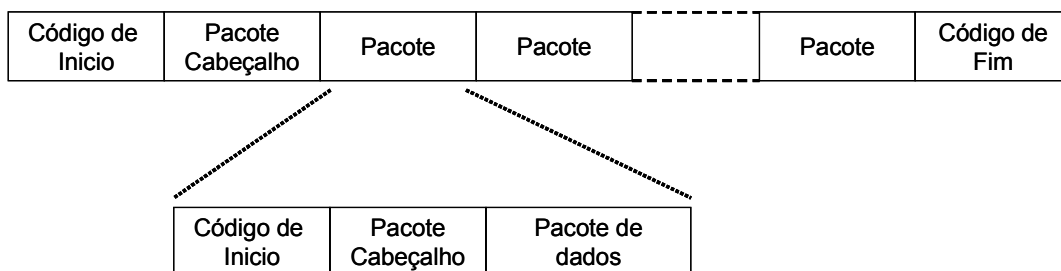 Código de
Inicio
Pacote
Cabeçalho
Pacote
Pacote
Pacote
Código de
Fim
Código de
Inicio
Pacote
Cabeçalho
Pacote de
dados